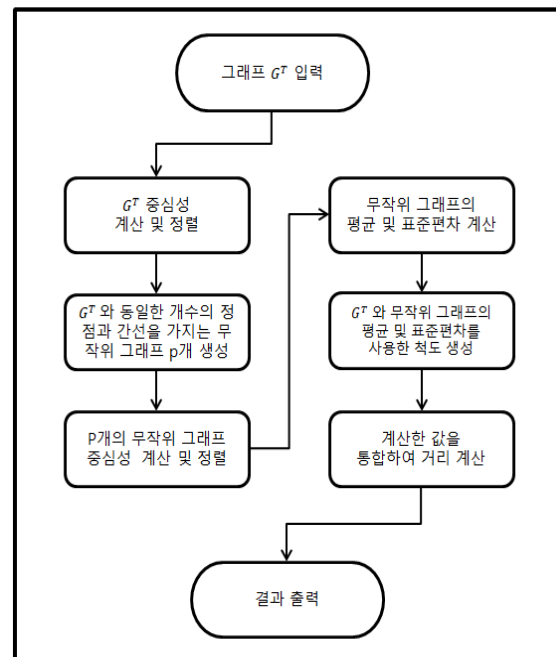 그래프 Gᵀ 입력
Gᵀ 중심성
계산 및 정렬
Gᵀ 와 동일한 개수의 정
점과 간선을 가지는 무
작위 그래프 p개 생성
P개의 무작위 그래프
중심성 계산 및 정렬
무작위 그래프의
평균 및 표준편차 계산
Gᵀ 와 무작위 그래프의
평균 및 표준편차를
사용한 척도 생성
계산한 값을
통합하여 거리 계산
결과 출력